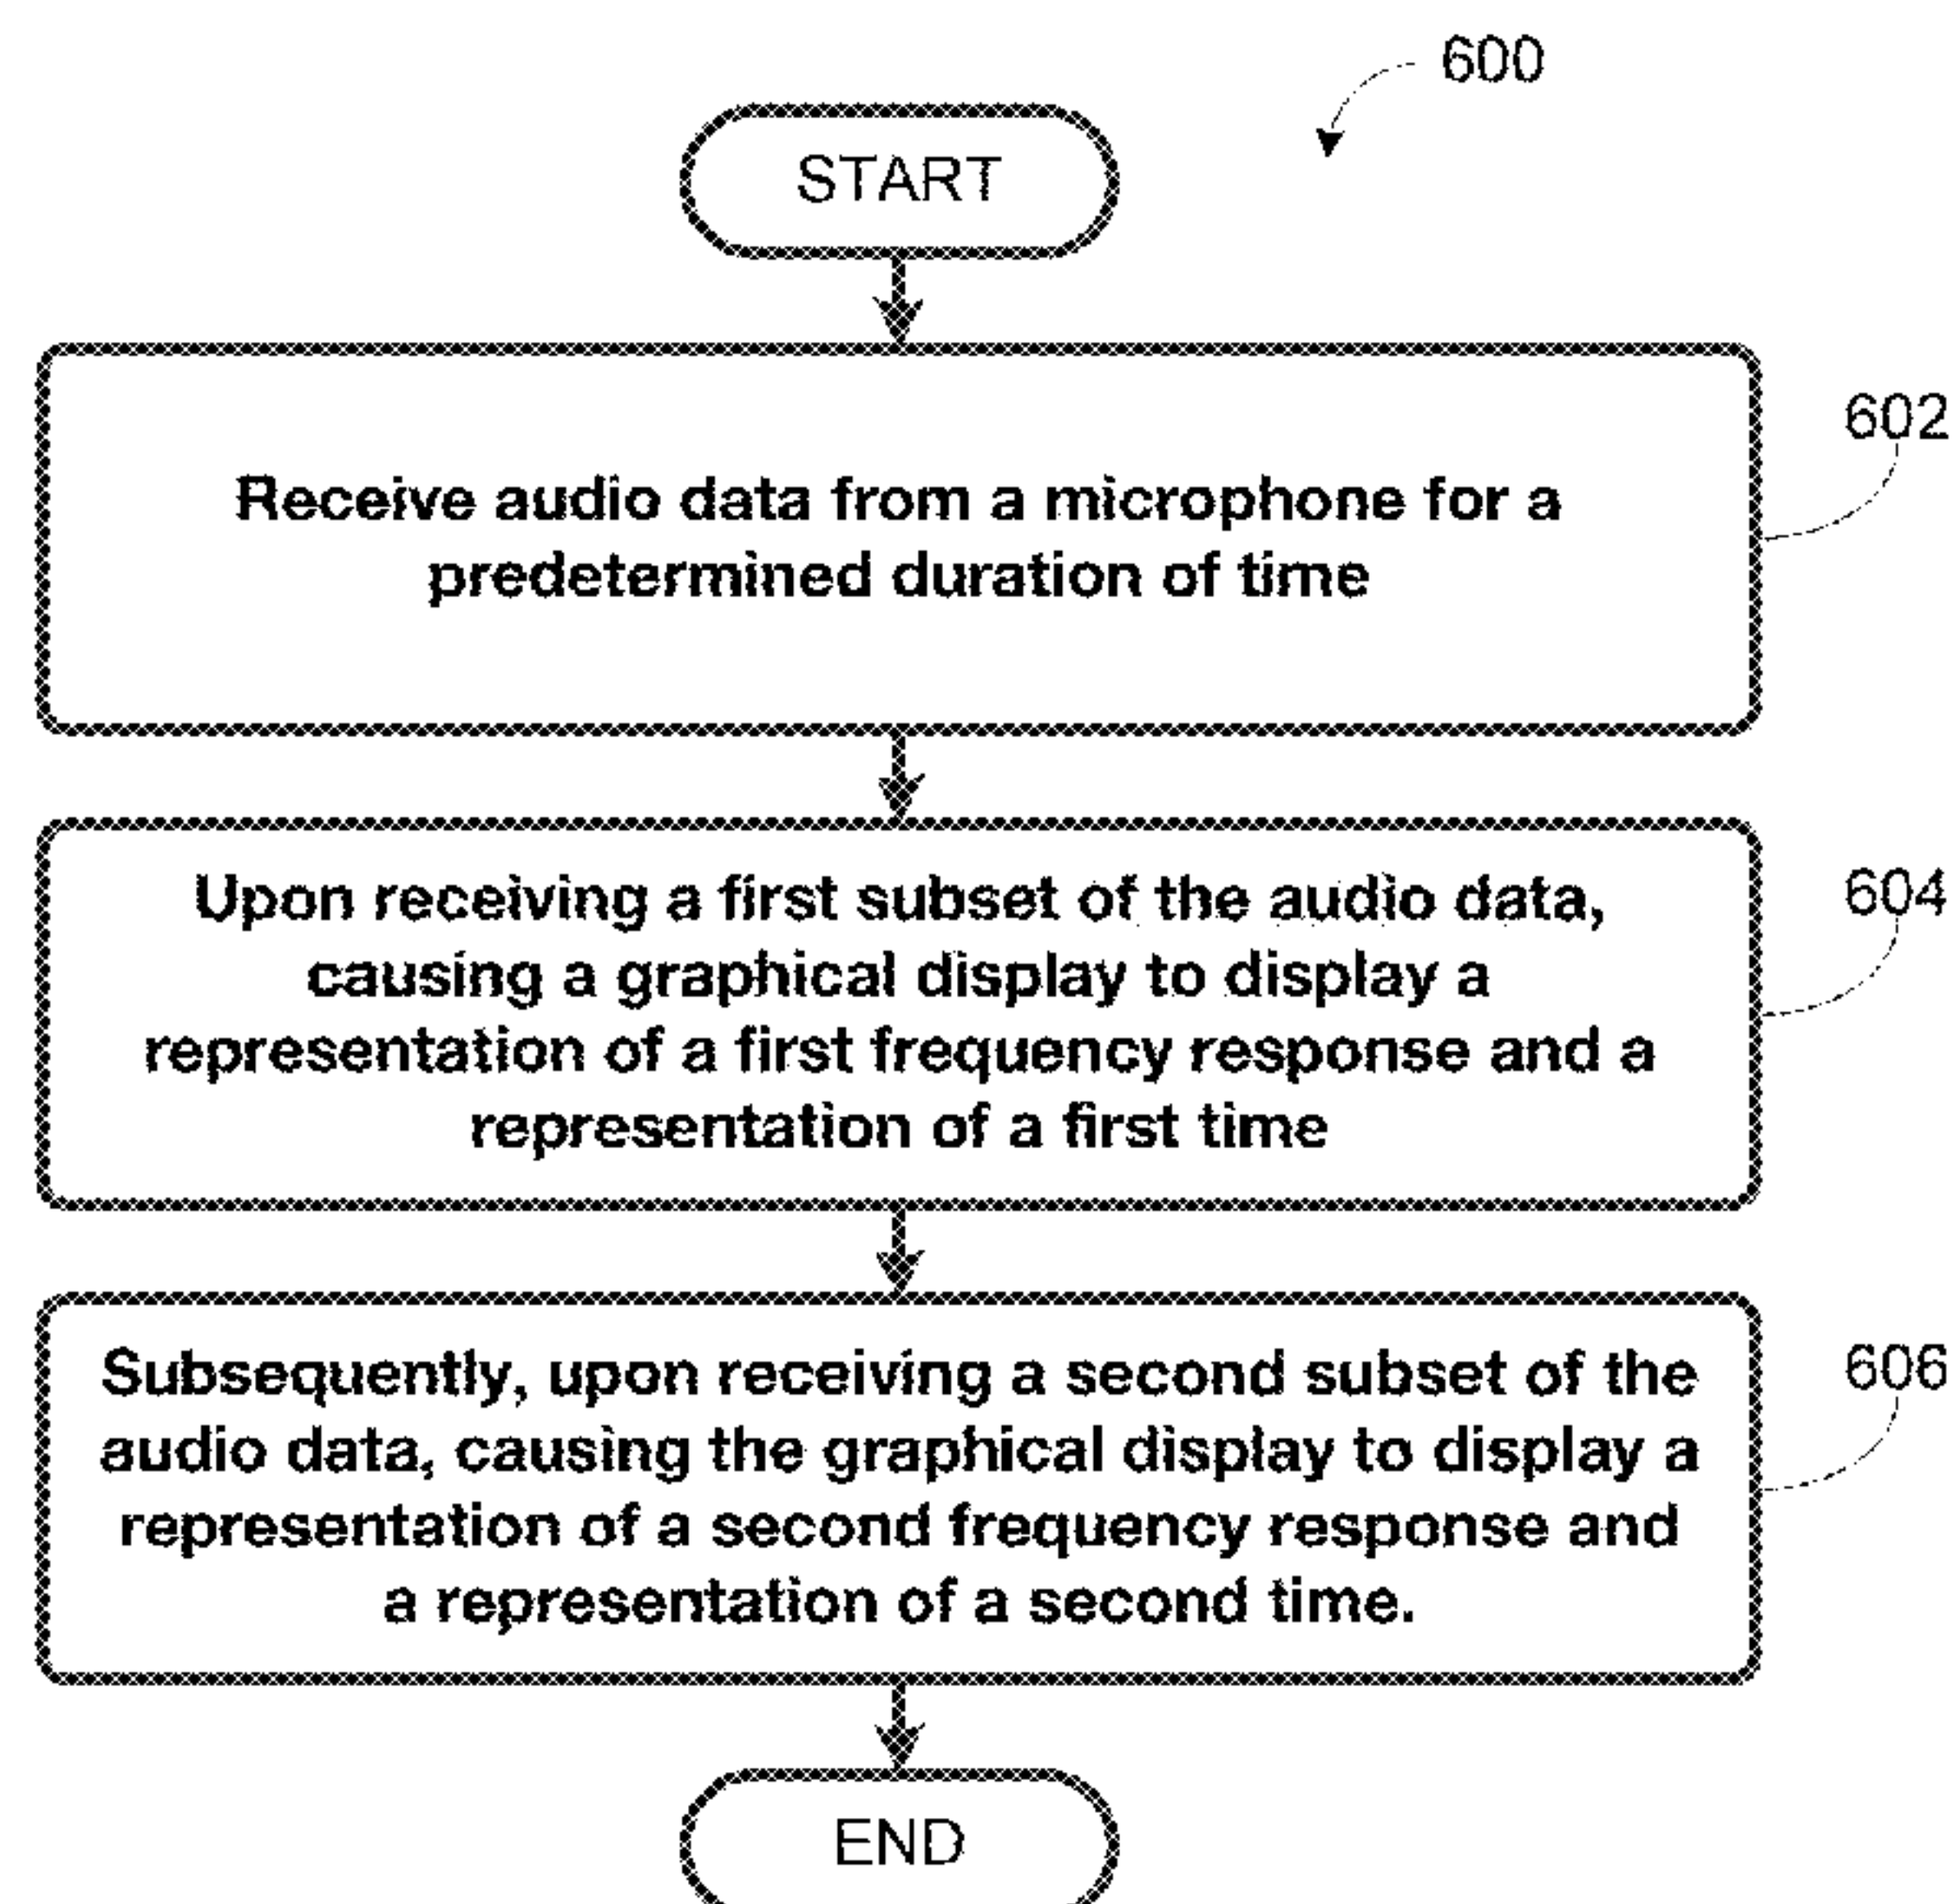 600
START
602
Receive audio data from a microphone for a
predetermined duration of time
604
Upon receiving a first subset of the audio data,
causing a graphical display to display a
representation of a first frequency response and a
representation of a first time
606
Subsequently, upon receiving a second subset of the
audio data, causing the graphical display to display a
representation of a second frequency response and
a representation of a second time.
END